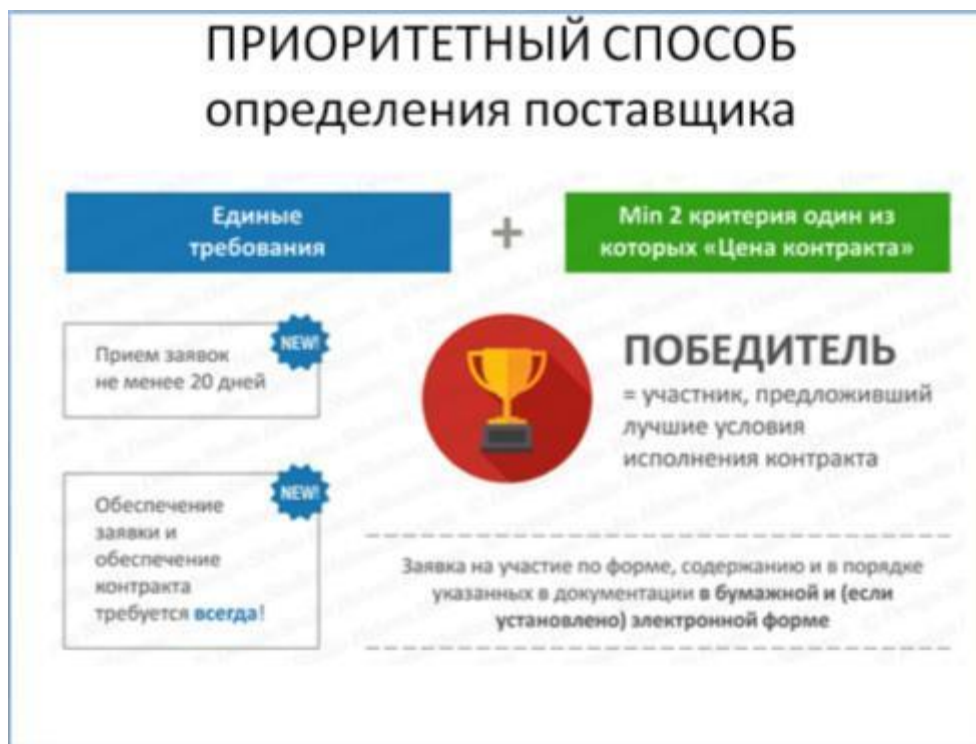 ПРИОРИТЕТНЫЙ СПОСОБ
определения поставщика
Единые
требования
+
Min 2 критерия один из
которых «Цена контракта»
NEW!
Прием заявок
не менее 20 дней
ПОБЕДИТЕЛЬ
= участник, предложивший
лучшие условия
исполнения контракта
NEW!
Обеспечение
заявки и
обеспечение
контракта
требуется всегда!
Заявка на участие по форме, содержанию и в порядке
указанных в документации в бумажной и (если
установлено) электронной форме